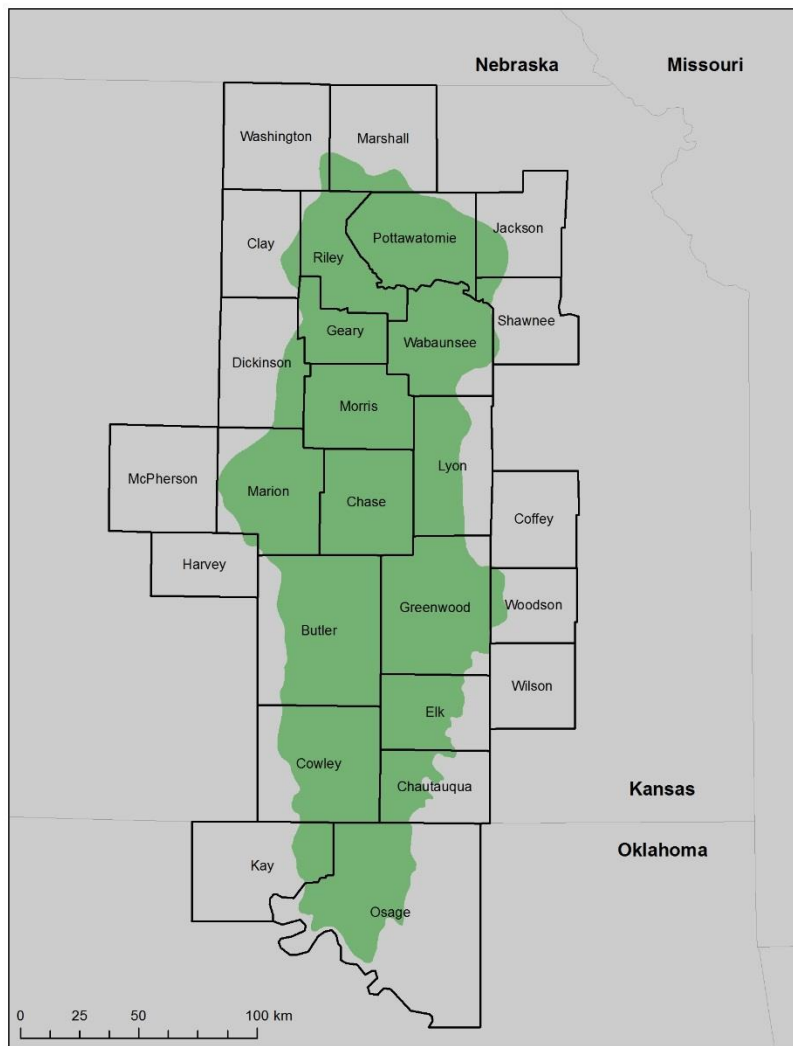 Nebraska
Missouri
Washington
Marshall
Clay
Riley
Pottawatomie
Jackson
Dickinson
Geary
Wabaunsee
Shawnee
Morris
McPherson
Marion
Chase
Lyon
Coffey
Harvey
Butler
Greenwood
Woodson
Elk
Wilson
Cowley
Chautauqua
Kansas
Oklahoma
Kay
Osage
0 25 50 100 km